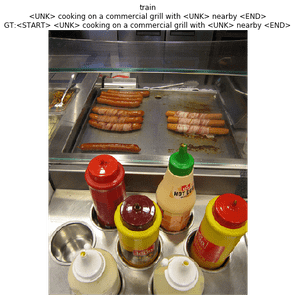 train
<UNK> cooking on a commercial grill with <UNK> nearby <END>
GT:<START> <UNK> cooking on a commercial grill with <UNK> nearby <END>